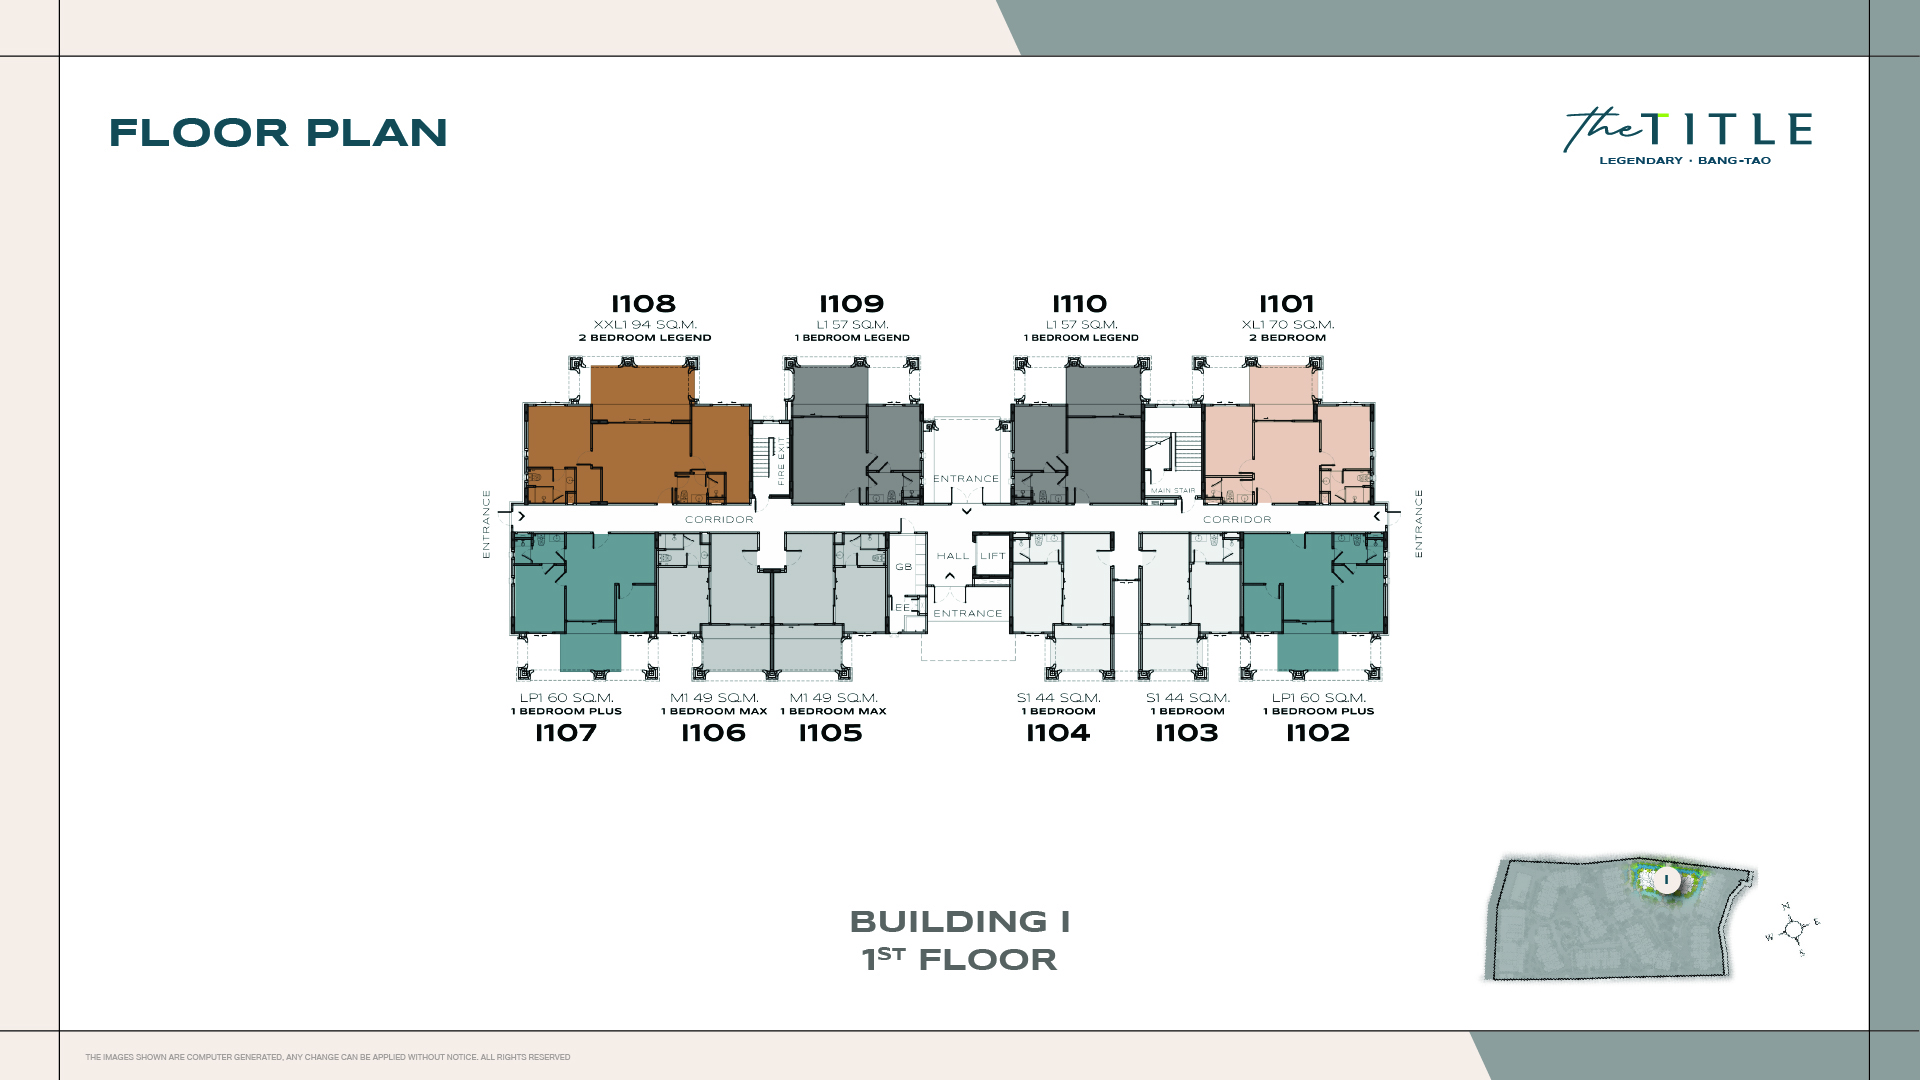 FLOOR PLAN
the TITLE
LEGENDARY · BANG-TAO
I108
XXL1 94 SQ.M.
2 BEDROOM LEGEND
I109
L1 57 SQ.M.
1 BEDROOM LEGEND
I110
L1 57 SQ.M.
1 BEDROOM LEGEND
I101
XL1 70 SQ.M.
2 BEDROOM
FIRE EXIT
ENTRANCE
MAIN STAIR
ENTRANCE
CORRIDOR
CORRIDOR
ENTRANCE
HALL
LIFT
GB
EE
ENTRANCE
LP1 60 SQ.M.
1 BEDROOM PLUS
I107
M1 49 SQ.M.
1 BEDROOM MAX
I106
M1 49 SQ.M.
1 BEDROOM MAX
I105
S1 44 SQ.M.
1 BEDROOM
I104
S1 44 SQ.M.
1 BEDROOM
I103
LP1 60 SQ.M.
1 BEDROOM PLUS
I102
I
N
E
W
S
BUILDING I
1ST FLOOR
THE IMAGES SHOWN ARE COMPUTER GENERATED, ANY CHANGE CAN BE APPLIED WITHOUT NOTICE. ALL RIGHTS RESERVED